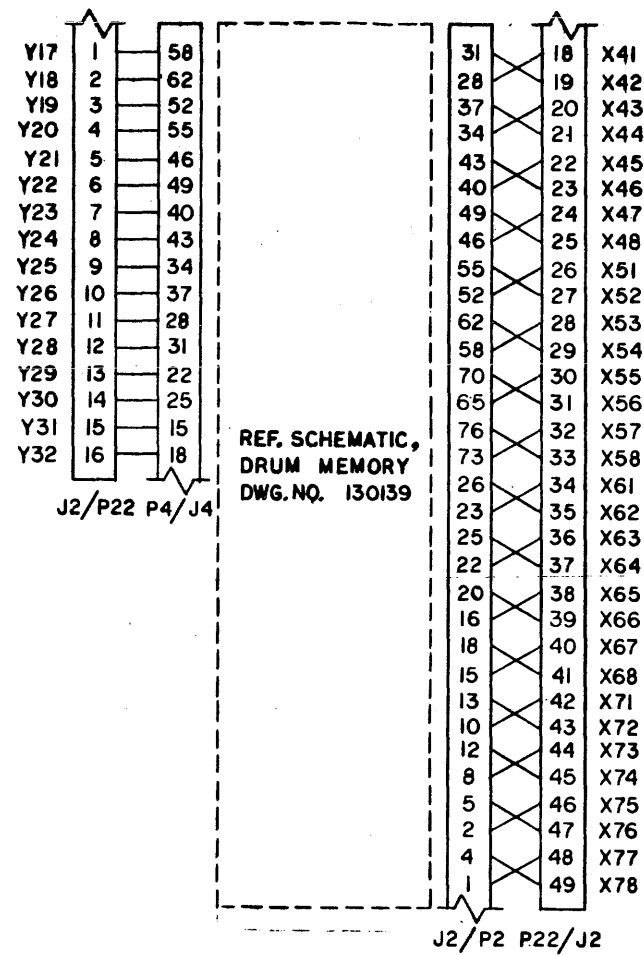 Y17 1 58
Y18 2 62
Y19 3 52
Y20 4 55
Y21 5 46
Y22 6 49
Y23 7 40
Y24 8 43
Y25 9 34
Y26 10 37
Y27 11 28
Y28 12 31
Y29 13 22
Y30 14 25
Y31 15 15
Y32 16 18
J2/P22 P4/J4
REF. SCHEMATIC,
DRUM MEMORY
DWG. NO. 130139
31 18 X41
28 19 X42
37 20 X43
34 21 X44
43 22 X45
40 23 X46
49 24 X47
46 25 X48
55 26 X51
52 27 X52
62 28 X53
58 29 X54
70 30 X55
65 31 X56
76 32 X57
73 33 X58
26 34 X61
23 35 X62
25 36 X63
22 37 X64
20 38 X65
16 39 X66
18 40 X67
15 41 X68
13 42 X71
10 43 X72
12 44 X73
8 45 X74
5 46 X75
2 47 X76
4 48 X77
1 49 X78
J2/P2 P22/J2